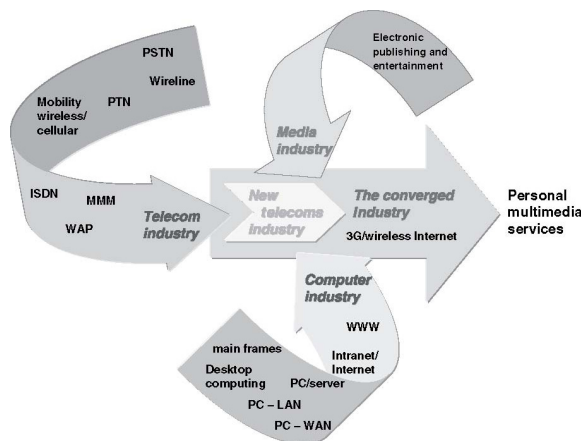 PSTN
Wireline
Mobility
wireless/
cellular
PTN
ISDN
MMM
WAP
Telecom
industry
Electronic
publishing and
entertainment
Media
industry
New
telecoms
industry
The converged
Industry
3G/wireless Internet
Personal
multimedia
services
Computer
industry
WWW
Intranet/
Internet
main frames
Desktop
computing
PC/server
PC – LAN
PC – WAN